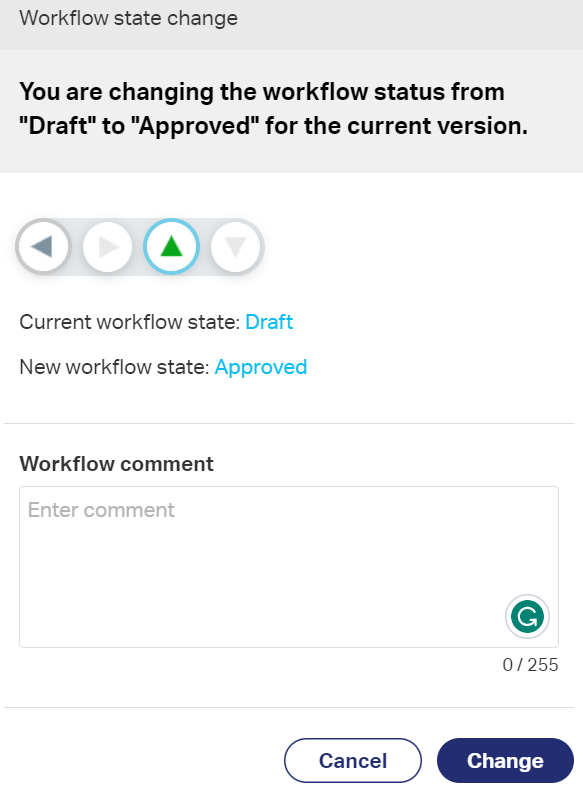 Workflow state change
You are changing the workflow status from
"Draft" to "Approved" for the current version.
Current workflow state: Draft
New workflow state: Approved
Workflow comment
Enter comment
G
0 / 255
Cancel
Change